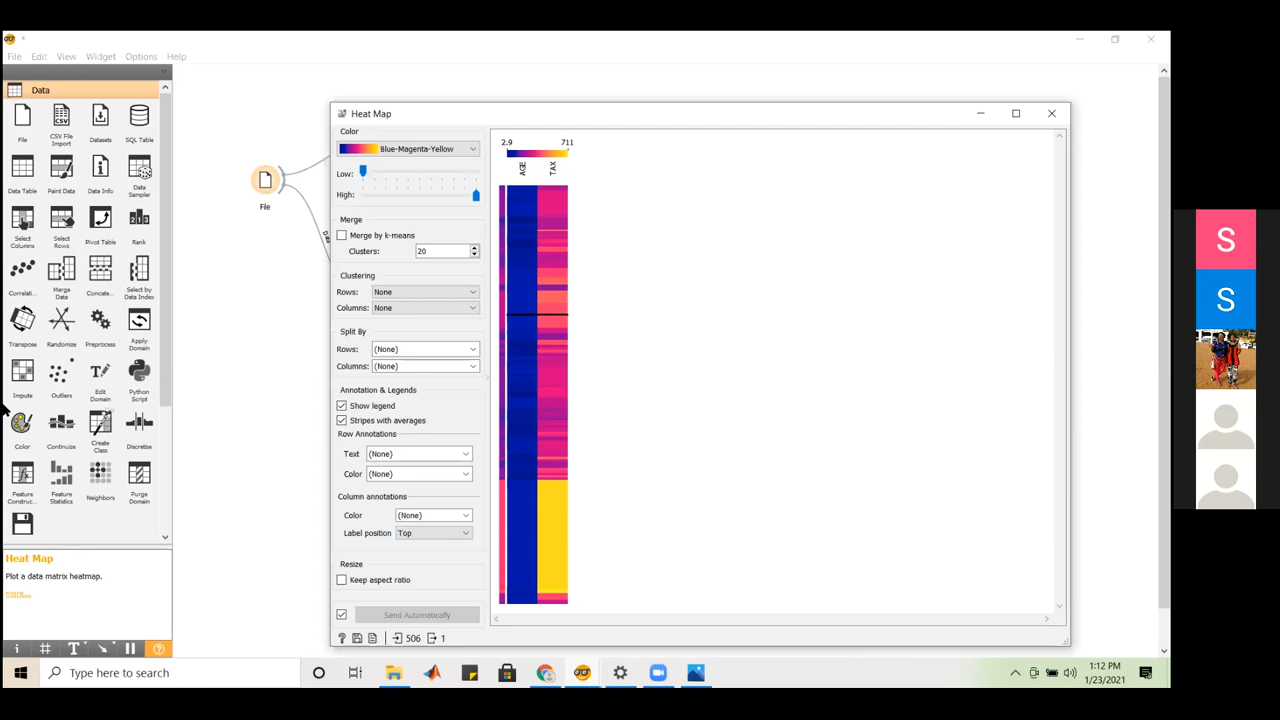 File Edit View Widget Options Help
Data
File
CSV File Import
Datasets
SQL Table
Data Table
Paint Data
Data Info
Data Sampler
Select Columns
Select Rows
Pivot Table
Rank
Correlati...
Merge Data
Concate...
Select by Data Index
Transpose
Randomize
Preprocess
Apply Domain
Impute
Outliers
Edit Domain
Python Script
Color
Continuize
Create Class
Discretize
Feature Construc...
Feature Statistics
Neighbors
Purge Domain
Heat Map
Plot a data matrix heatmap.
more...
File
Heat Map
Color
Blue-Magenta-Yellow
Low:
High:
Merge
Merge by k-means
Clusters: 20
Clustering
Rows: None
Columns: None
Split By
Rows: (None)
Columns: (None)
Annotation & Legends
Show legend
Stripes with averages
Row Annotations
Text (None)
Color (None)
Column annotations
Color (None)
Label position Top
Resize
Keep aspect ratio
Send Automatically
? 506 1
2.9 711
AGE TAX
S
S
Type here to search
1:12 PM
1/23/2021